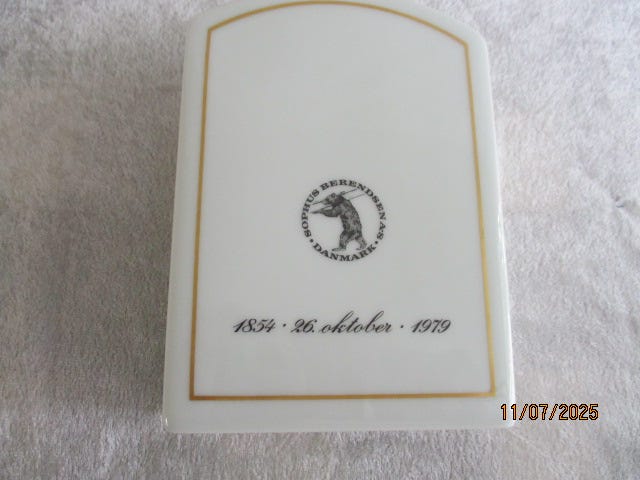 SOPHUS BERENDSEN A·S
· DANMARK ·
1854 · 26. oktober · 1979
11/07/2025